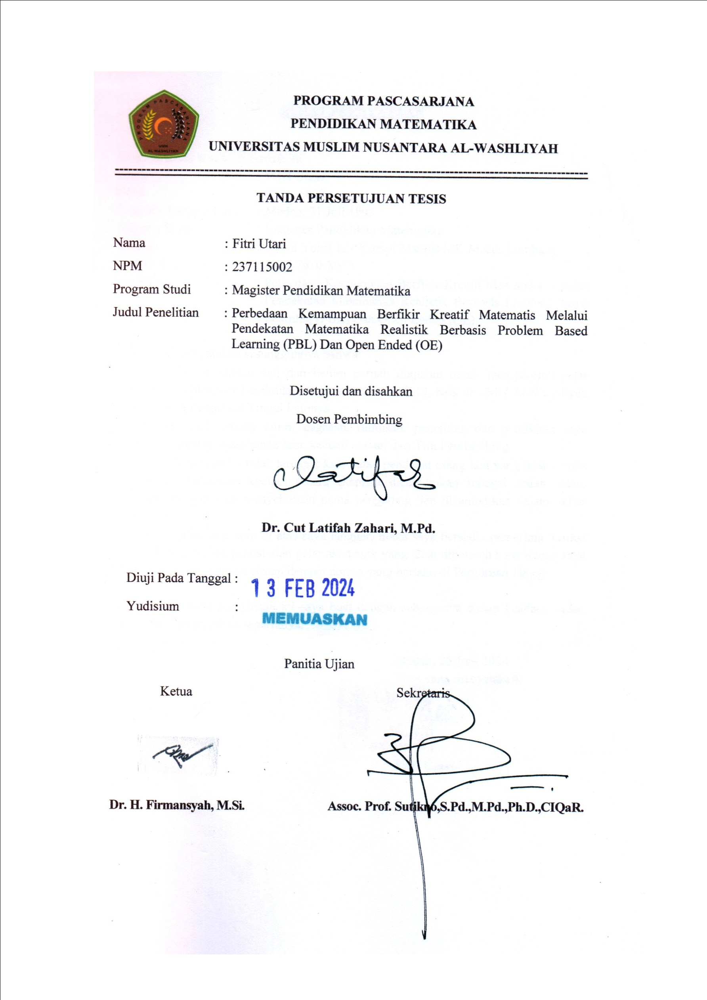 PROGRAM PASCASARJANA
UMN
AL WASHLIYAH
PROGRAM PASCASARJANA
PENDIDIKAN MATEMATIKA
UNIVERSITAS MUSLIM NUSANTARA AL-WASHLIYAH
TANDA PERSETUJUAN TESIS
Nama : Fitri Utari
NPM : 237115002
Program Studi : Magister Pendidikan Matematika
Judul Penelitian : Perbedaan Kemampuan Berfikir Kreatif Matematis Melalui
Pendekatan Matematika Realistik Berbasis Problem Based
Learning (PBL) Dan Open Ended (OE)
Disetujui dan disahkan
Dosen Pembimbing
Latifah
Dr. Cut Latifah Zahari, M.Pd.
Diuji Pada Tanggal : 13 FEB 2024
Yudisium : MEMUASKAN
Panitia Ujian
Ketua Sekretaris
Dr. H. Firmansyah, M.Si. Assoc. Prof. Sutikno,S.Pd.,M.Pd.,Ph.D.,CIQaR.